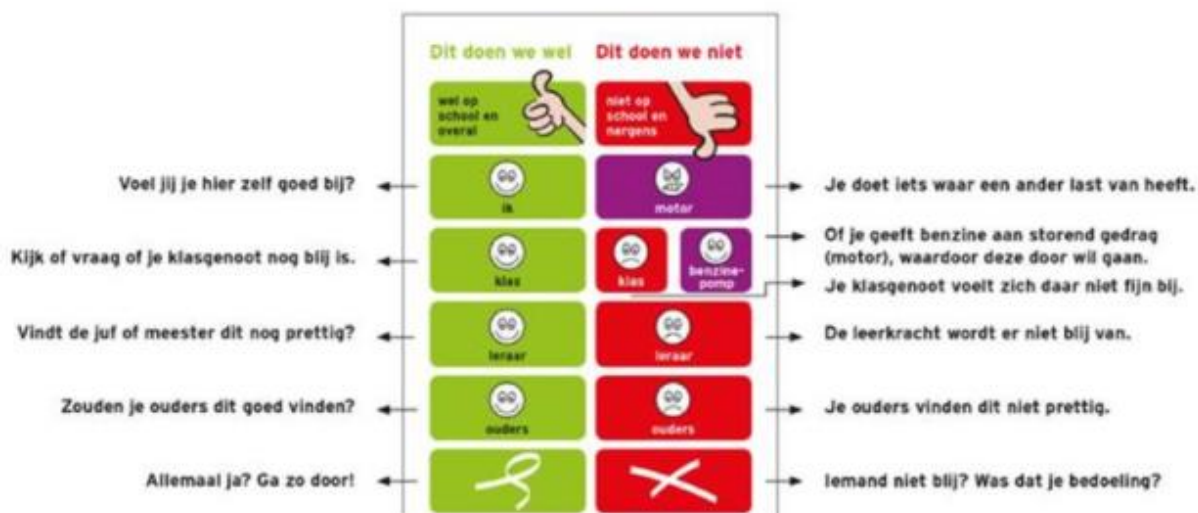 Dit doen we wel
Dit doen we niet
wel op
school en
overal
niet op
school en
nergens
Voel jij je hier zelf goed bij?
ik
motor
Je doet iets waar een ander last van heeft.
Kijk of vraag of je klasgenoot nog blij is.
klas
klas
benzine-
pomp
Of je geeft benzine aan storend gedrag
(motor), waardoor deze door wil gaan.
Je klasgenoot voelt zich daar niet fijn bij.
Vindt de juf of meester dit nog prettig?
leraar
leraar
De leerkracht wordt er niet blij van.
Zouden je ouders dit goed vinden?
ouders
ouders
Je ouders vinden dit niet prettig.
Allemaal ja? Ga zo door!
Iemand niet blij? Was dat je bedoeling?